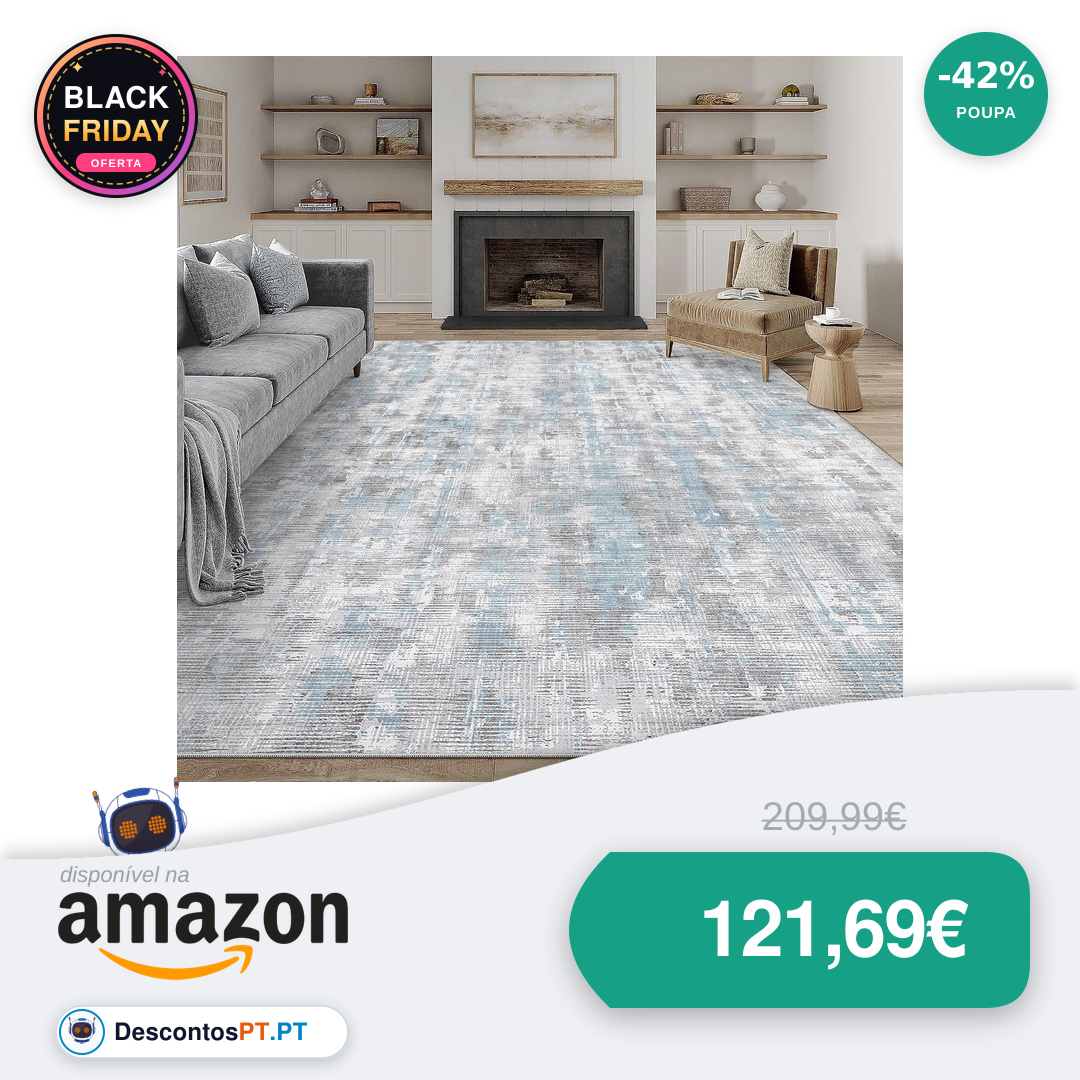 BLACK
FRIDAY
OFERTA
-42%
POUPA
209,99€
121,69€
disponível na
amazon
DescontosPT.PT